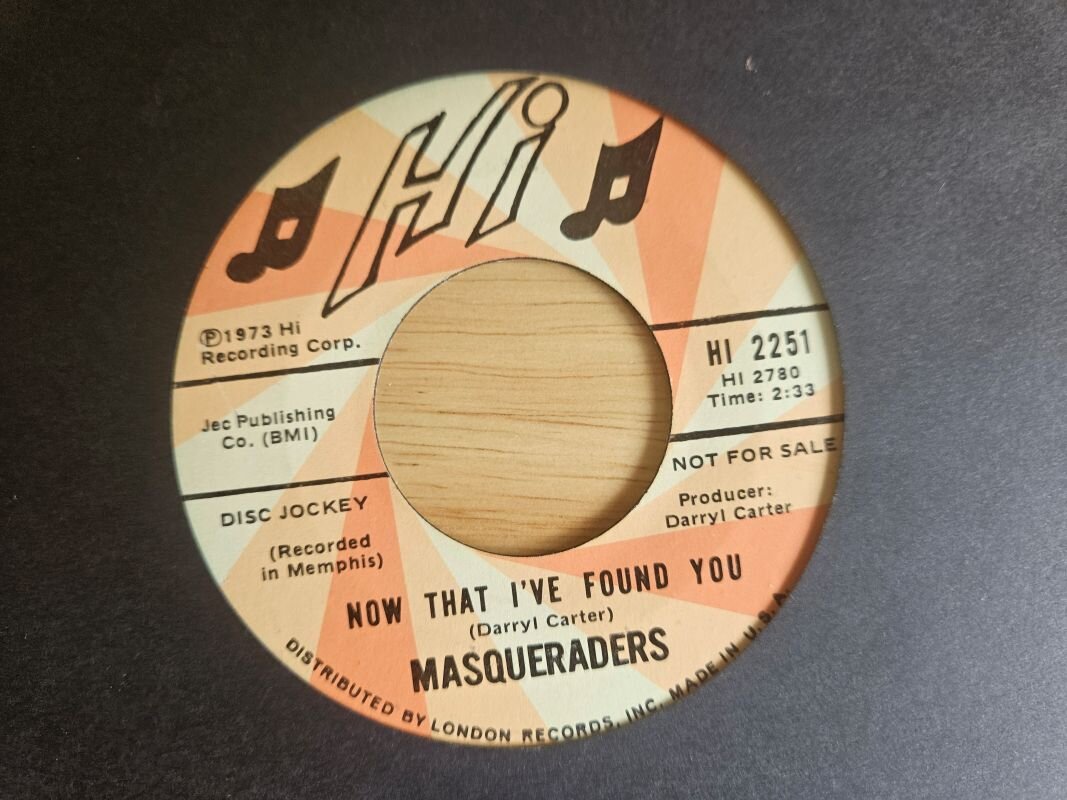 Hi
℗1973 Hi
Recording Corp.
Jec Publishing
Co. (BMI)
DISC JOCKEY
(Recorded
in Memphis)
HI 2251
HI 2780
Time: 2:33
NOT FOR SALE
Producer:
Darryl Carter
NOW THAT I'VE FOUND YOU
(Darryl Carter)
MASQUERADERS
DISTRIBUTED BY LONDON RECORDS, INC. MADE IN U.S.A.